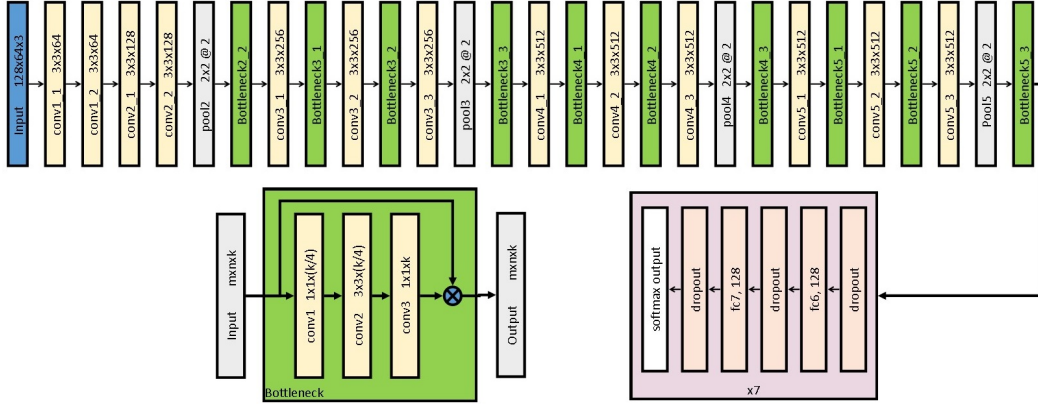 Input 128x64x3
conv1_1 3x3x64
conv1_2 3x3x64
conv2_1 3x3x128
conv2_2 3x3x128
pool2 2x2 @ 2
Bottleneck2_2
conv3_1 3x3x256
Bottleneck3_1
conv3_2 3x3x256
Bottleneck3_2
conv3_3 3x3x256
pool3 2x2 @ 2
Bottleneck3_3
conv4_1 3x3x512
Bottleneck4_1
conv4_2 3x3x512
Bottleneck4_2
conv4_3 3x3x512
pool4 2x2 @ 2
Bottleneck4_3
conv5_1 3x3x512
Bottleneck5_1
conv5_2 3x3x512
Bottleneck5_2
conv5_3 3x3x512
Pool5 2x2 @ 2
Bottleneck5_3
Input mxnxk
conv1 1x1x(k/4)
conv2 3x3x(k/4)
conv3 1x1xk
Output mxnxk
Bottleneck
softmax output
dropout
fc7, 128
dropout
fc6, 128
dropout
x7